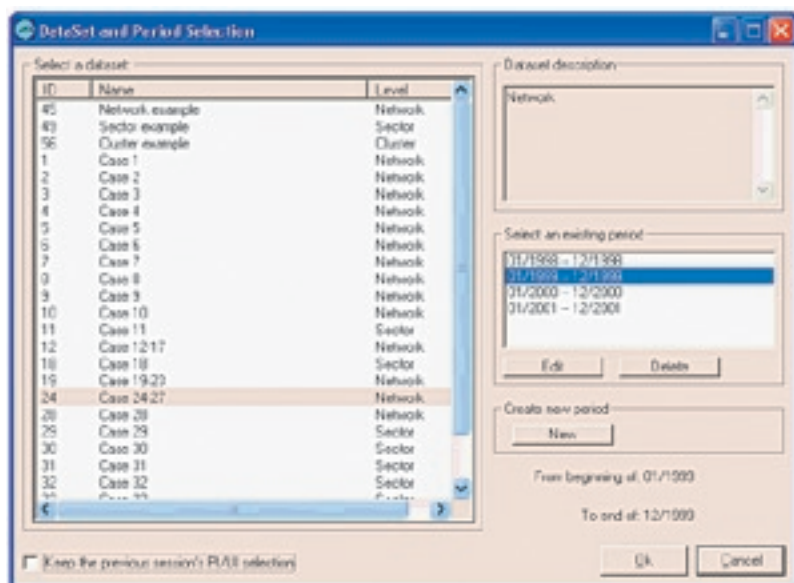 DataSet and Period Selection
Select a dataset
ID Name Level
45 Network example Network
49 Sector example Sector
56 Cluster example Cluster
1 Case 1 Network
2 Case 2 Network
3 Case 3 Network
4 Case 4 Network
5 Case 5 Network
6 Case 6 Network
7 Case 7 Network
8 Case 8 Network
9 Case 9 Network
10 Case 10 Network
11 Case 11 Sector
12 Case 12-17 Network
18 Case 18 Sector
19 Case 19-23 Network
24 Case 24-27 Network
28 Case 28 Network
29 Case 29 Sector
30 Case 30 Sector
31 Case 31 Sector
32 Case 32 Sector
Dataset description
Network
Select an existing period
01/1998 - 12/1998
01/1999 - 12/1999
01/2000 - 12/2000
01/2001 - 12/2001
Edit Delete
Create new period
New
From beginning of: 01/1999
To end of: 12/1999
Keep the previous session's PI/UI selection
Ok Cancel